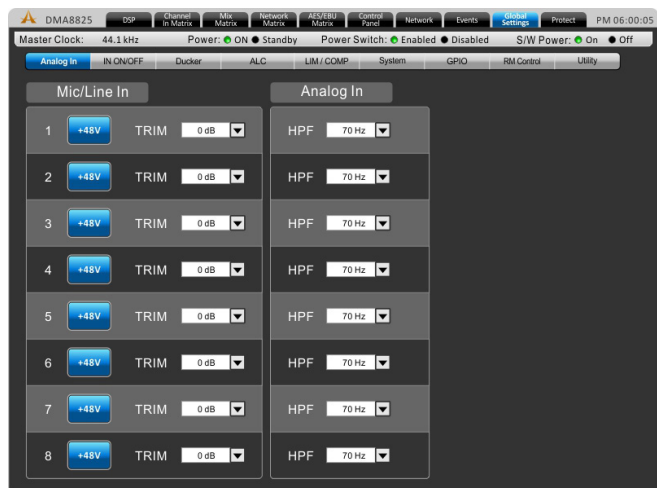 DMA8825 DSP Channel In Matrix Mix Matrix Network Matrix AES/EBU Matrix Control Panel Network Events Global Settings Protect PM 06:00:05
Master Clock: 44.1 kHz Power: ON Standby Power Switch: Enabled Disabled S/W Power: On Off
Analog In IN ON/OFF Ducker ALC LIM / COMP System GPIO RM Control Utility
Mic/Line In Analog In
1 +48V TRIM 0 dB HPF 70 Hz
2 +48V TRIM 0 dB HPF 70 Hz
3 +48V TRIM 0 dB HPF 70 Hz
4 +48V TRIM 0 dB HPF 70 Hz
5 +48V TRIM 0 dB HPF 70 Hz
6 +48V TRIM 0 dB HPF 70 Hz
7 +48V TRIM 0 dB HPF 70 Hz
8 +48V TRIM 0 dB HPF 70 Hz